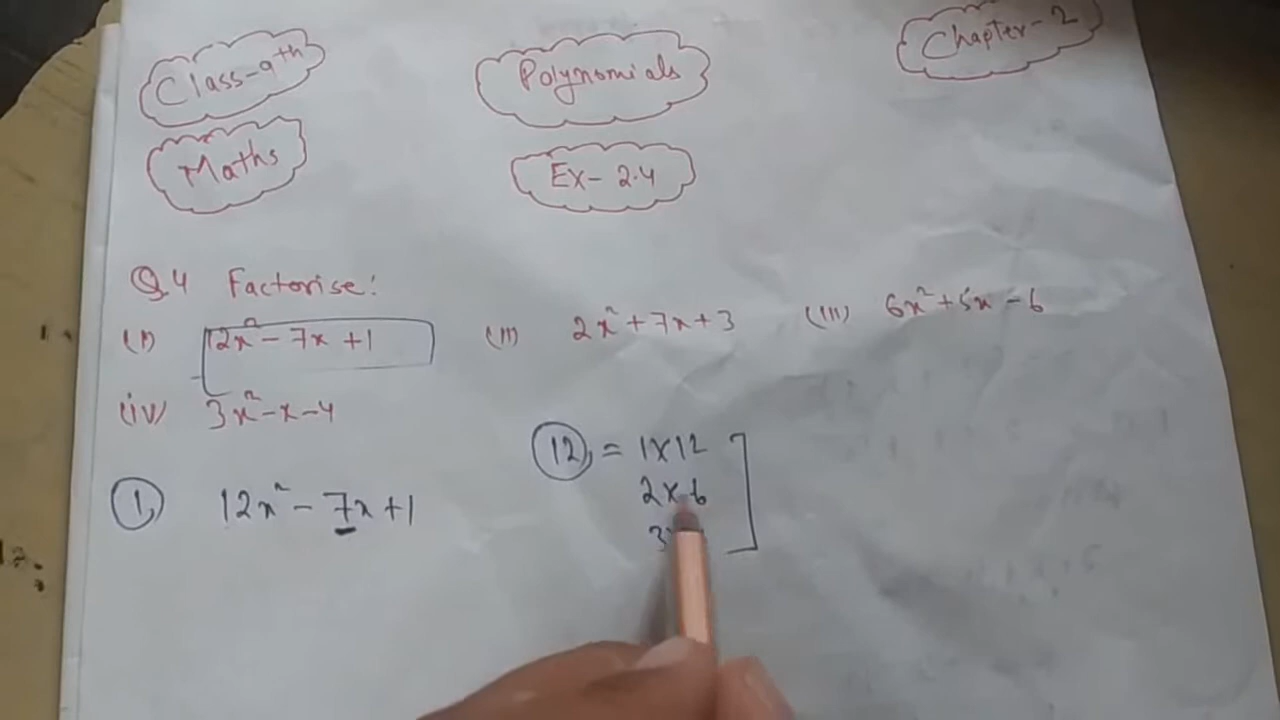 Class-9th
Polynomials
Chapter-2
Maths
Ex-2.4
Q.4 Factorise:
(i) 12x² - 7x + 1 (ii) 2x² + 7x + 3 (iii) 6x² + 5x - 6
(iv) 3x² - x - 4
12 = 1x12
2x6
1, 12x² - 7x + 1